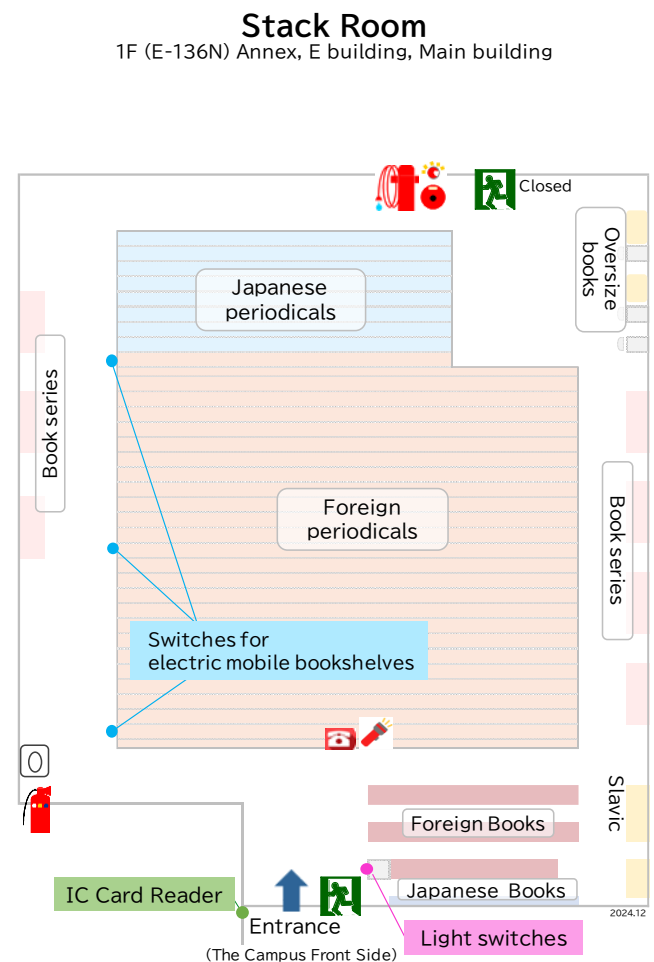 Stack Room
1F (E-136N) Annex, E building, Main building
Closed
Oversize
books
Japanese
periodicals
Book series
Foreign
periodicals
Book series
Switches for
electric mobile bookshelves
Slavic
Foreign Books
Japanese Books
IC Card Reader
2024.12
Entrance
Light switches
(The Campus Front Side)